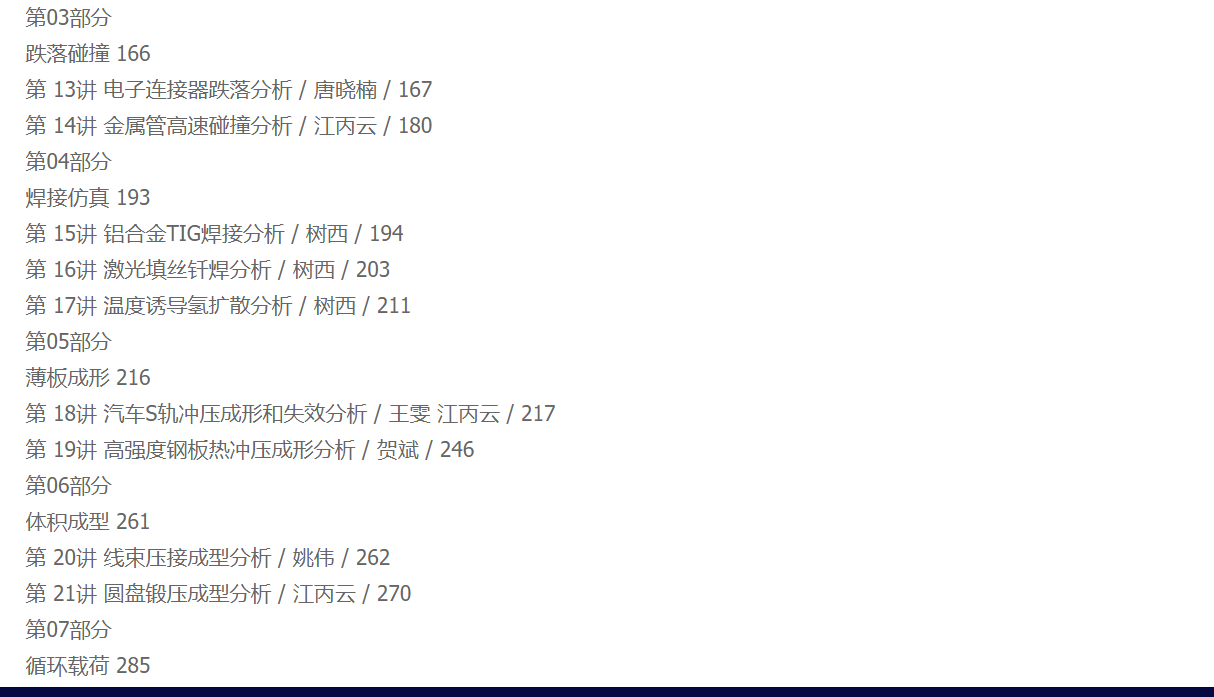 第03部分
跌落碰撞 166
第 13讲 电子连接器跌落分析 / 唐晓楠 / 167
第 14讲 金属管高速碰撞分析 / 江丙云 / 180
第04部分
焊接仿真 193
第 15讲 铝合金TIG焊接分析 / 树西 / 194
第 16讲 激光填丝钎焊分析 / 树西 / 203
第 17讲 温度诱导氢扩散分析 / 树西 / 211
第05部分
薄板成形 216
第 18讲 汽车S轨冲压成形和失效分析 / 王雯 江丙云 / 217
第 19讲 高强度钢板热冲压成形分析 / 贺斌 / 246
第06部分
体积成型 261
第 20讲 线束压接成型分析 / 姚伟 / 262
第 21讲 圆盘锻压成型分析 / 江丙云 / 270
第07部分
循环载荷 285